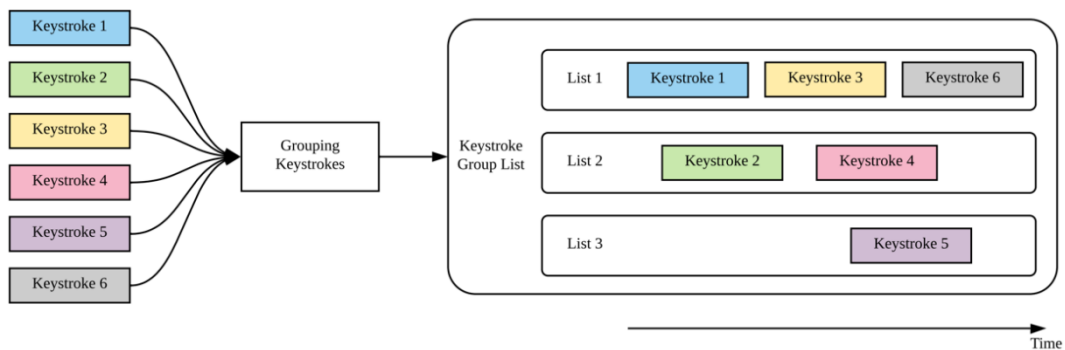 Keystroke 1
Keystroke 2
Keystroke 3
Keystroke 4
Keystroke 5
Keystroke 6
Grouping
Keystrokes
Keystroke
Group List
List 1 Keystroke 1 Keystroke 3 Keystroke 6
List 2 Keystroke 2 Keystroke 4
List 3 Keystroke 5
Time